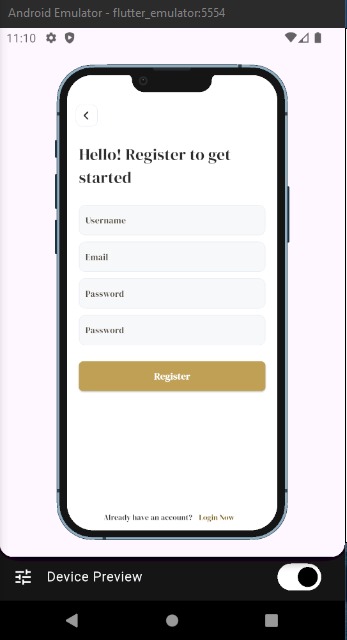 Android Emulator - flutter_emulator:5554
11:10
Hello! Register to get
started
Username
Email
Password
Password
Register
Already have an account? Login Now
Device Preview